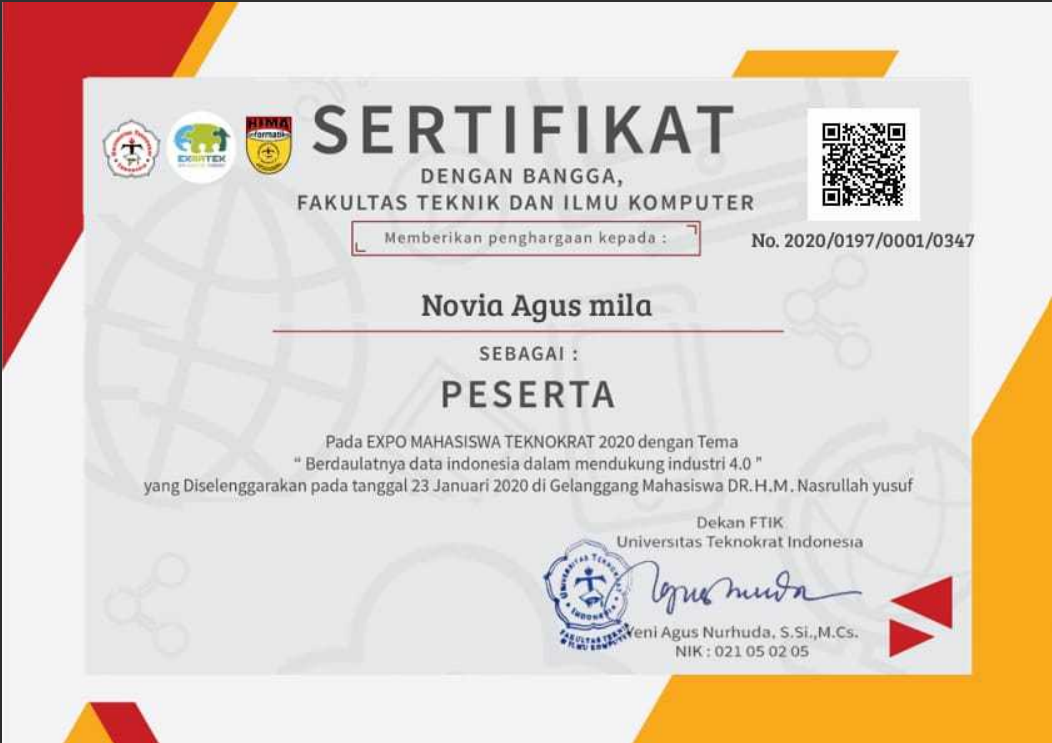 HIMA
EXMATEK
SERTIFIKAT
DENGAN BANGGA,
FAKULTAS TEKNIK DAN ILMU KOMPUTER
Memberikan penghargaan kepada :
No. 2020/0197/0001/0347
Novia Agus mila
SEBAGAI :
PESERTA
Pada EXPO MAHASISWA TEKNOKRAT 2020 dengan Tema
“ Berdaulatnya data indonesia dalam mendukung industri 4.0 ”
yang Diselenggarakan pada tanggal 23 Januari 2020 di Gelanggang Mahasiswa DR.H.M. Nasrullah yusuf
Dekan FTIK
Universitas Teknokrat Indonesia
UNIVERSITAS TEKNOKRAT
INDONESIA
FAKULTAS TEKNIK
& ILMU KOMPUTER
Yeni Agus Nurhuda, S.Si.,M.Cs.
NIK : 021 05 02 05